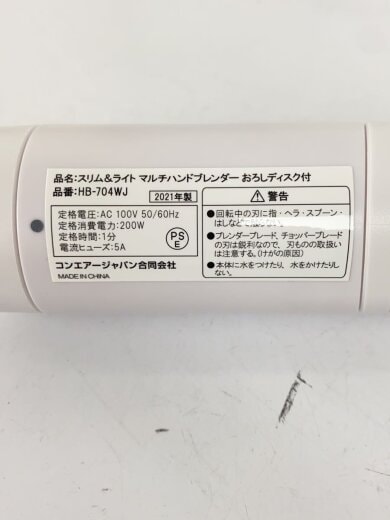 品名:スリム&ライト マルチハンドブレンダー おろしディスク付
品番:HB-704WJ
2021年製
定格電圧:AC 100V 50/60Hz
定格消費電力:200W
定格時間:1分
電流ヒューズ:5A
PS
E
コンエアージャパン合同会社
MADE IN CHINA
警告
●回転中の刃に指・ヘラ・スプーン・
はしなど
●ブレンダーブレード、チョッパーブレード
の刃は鋭利なので、刃ものの取扱い
は注意する。(けがの原因)
●本体に水をつけたり、水をかけたりし
ない。